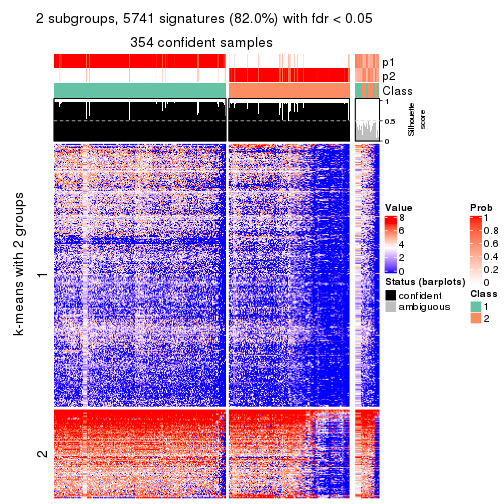 2 subgroups, 5741 signatures (82.0%) with fdr < 0.05
354 confident samples
p1
p2
Class
1
0.5
0
Silhouette
score
k-means with 2 groups
1
2
Value
8
6
4
2
0
Status (barplots)
confident
ambiguous
Prob
1
0.8
0.6
0.4
0.2
0
Class
1
2